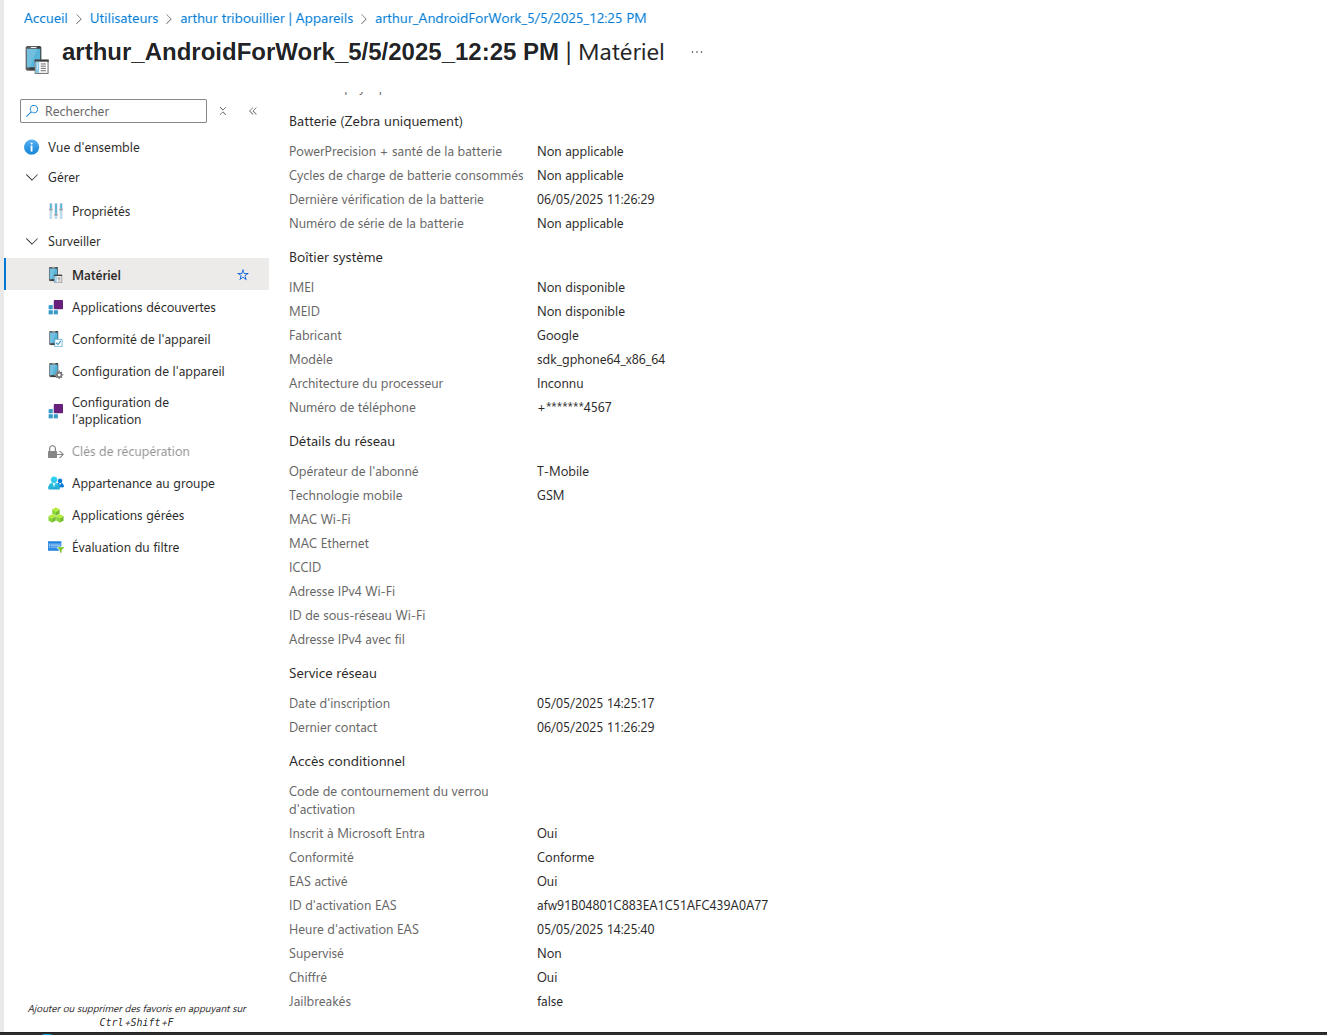 Accueil > Utilisateurs > arthur tribouillier | Appareils > arthur_AndroidForWork_5/5/2025_12:25 PM
arthur_AndroidForWork_5/5/2025_12:25 PM | Matériel ...
Rechercher
Vue d'ensemble
Gérer
Propriétés
Surveiller
Matériel
Applications découvertes
Conformité de l'appareil
Configuration de l'appareil
Configuration de
l'application
Clés de récupération
Appartenance au groupe
Applications gérées
Évaluation du filtre
Ajouter ou supprimer des favoris en appuyant sur
Ctrl+Shift+F
Batterie (Zebra uniquement)
PowerPrecision + santé de la batterie Non applicable
Cycles de charge de batterie consommés Non applicable
Dernière vérification de la batterie 06/05/2025 11:26:29
Numéro de série de la batterie Non applicable
Boîtier système
IMEI Non disponible
MEID Non disponible
Fabricant Google
Modèle sdk_gphone64_x86_64
Architecture du processeur Inconnu
Numéro de téléphone +*******4567
Détails du réseau
Opérateur de l'abonné T-Mobile
Technologie mobile GSM
MAC Wi-Fi
MAC Ethernet
ICCID
Adresse IPv4 Wi-Fi
ID de sous-réseau Wi-Fi
Adresse IPv4 avec fil
Service réseau
Date d'inscription 05/05/2025 14:25:17
Dernier contact 06/05/2025 11:26:29
Accès conditionnel
Code de contournement du verrou
d'activation
Inscrit à Microsoft Entra Oui
Conformité Conforme
EAS activé Oui
ID d'activation EAS afw91B04801C883EA1C51AFC439A0A77
Heure d'activation EAS 05/05/2025 14:25:40
Supervisé Non
Chiffré Oui
Jailbreakés false